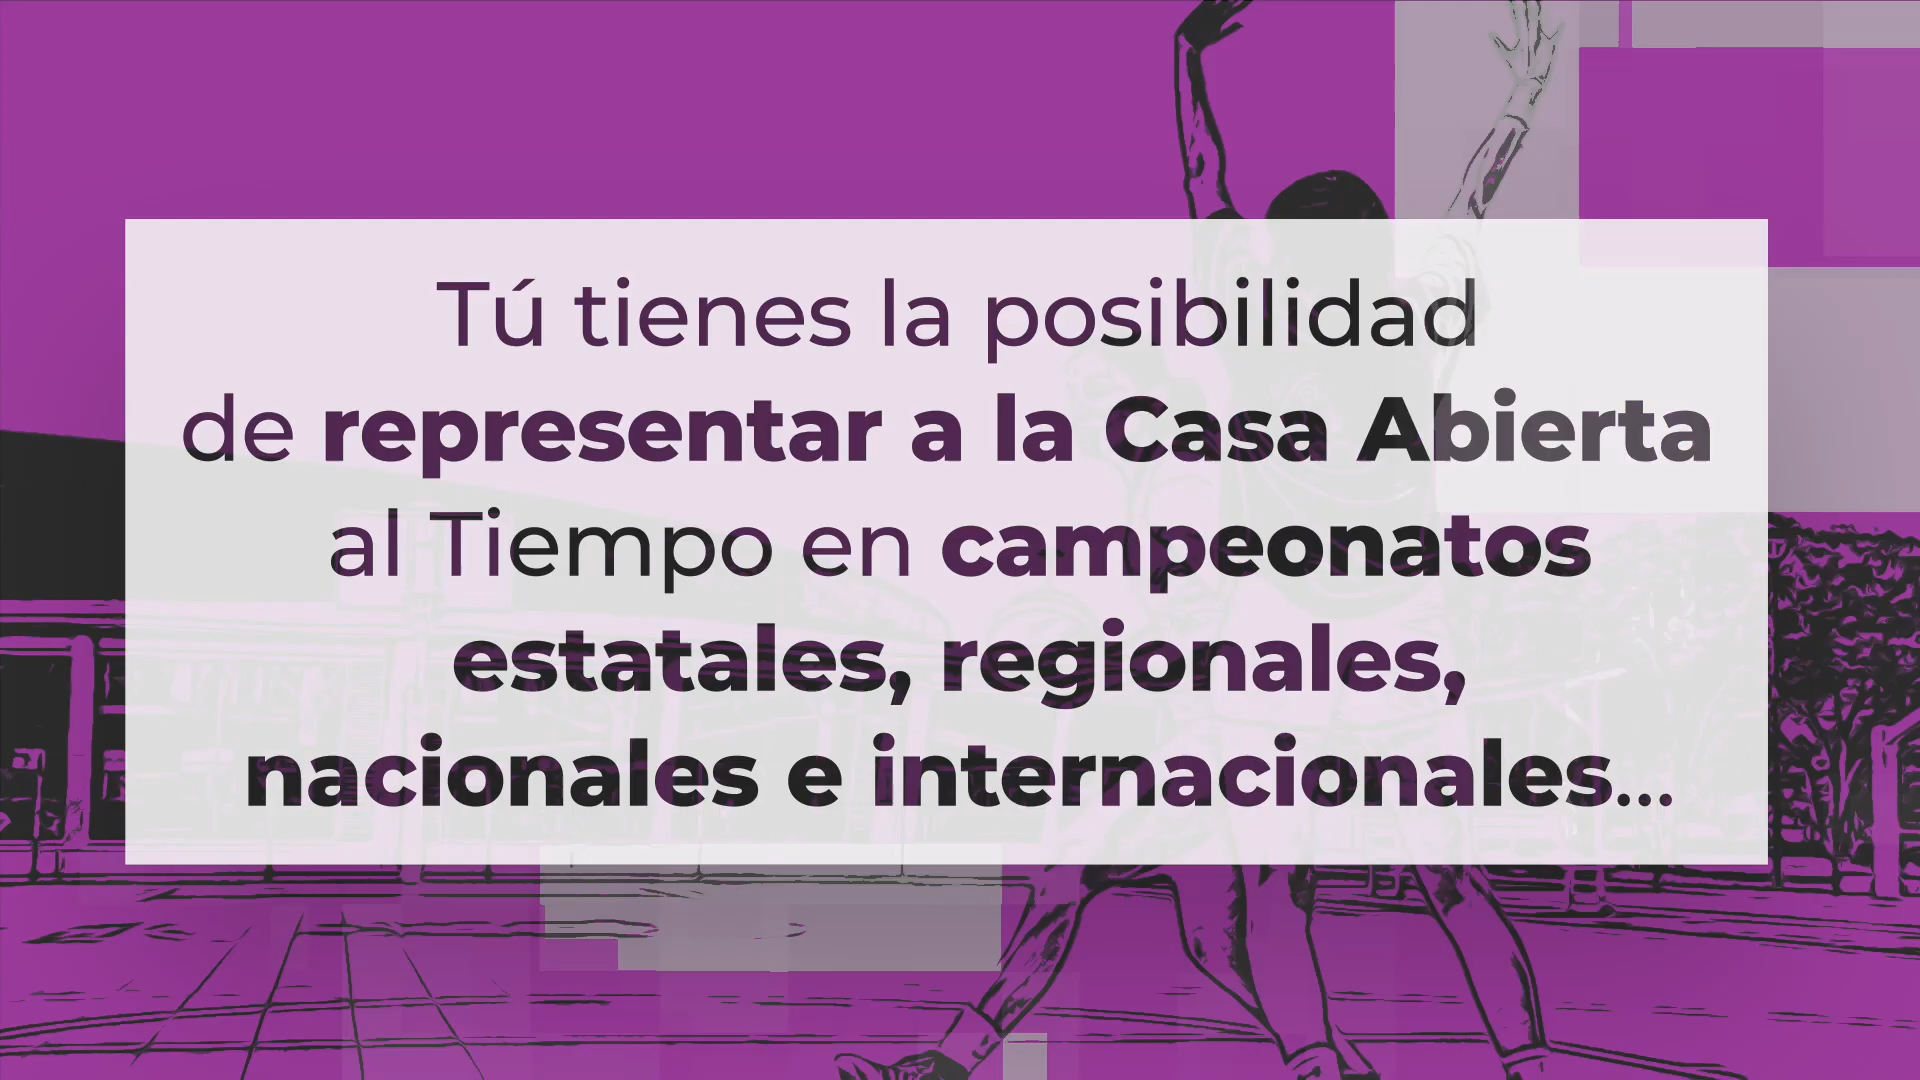 Tú tienes la posibilidad
de representar a la Casa Abierta
al Tiempo en campeonatos
estatales, regionales,
nacionales e internacionales...